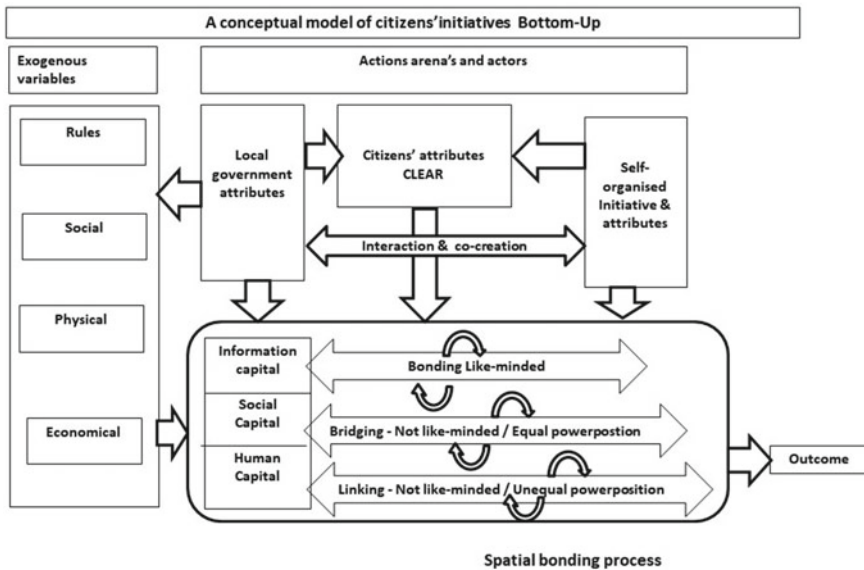 A conceptual model of citizens'initiatives Bottom-Up
Exogenous
variables
Actions arena's and actors
Rules
Social
Physical
Economical
Local
government
attributes
Citizens' attributes
CLEAR
Self-
organised
Initiative &
attributes
Interaction & co-creation
Information
capital
Social
Capital
Human
Capital
Bonding Like-minded
Bridging - Not like-minded / Equal powerpostion
Linking - Not like-minded / Unequal powerposition
Outcome
Spatial bonding process